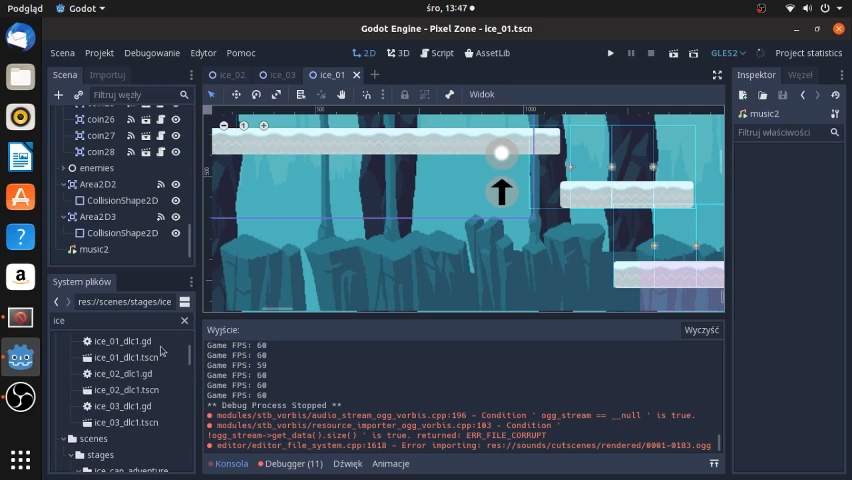 Podgląd
Godot
śro, 13:47
Godot Engine - Pixel Zone - ice_01.tscn
Scena Projekt Debugowanie Edytor Pomoc
2D 3D Script AssetLib
GLES2 Project statistics
Scena Importuj
ice_02 ice_03 ice_01
Inspektor Węzeł
Filtruj węzły
Widok
music2
Filtruj właściwości
500
1000
500
coin26
coin27
coin28
enemies
Area2D2
CollisionShape2D
Area2D3
CollisionShape2D
music2
System plików
res://scenes/stages/ice
ice
ice_01_dlc1.gd
ice_01_dlc1.tscn
ice_02_dlc1.gd
ice_02_dlc1.tscn
ice_03_dlc1.gd
ice_03_dlc1.tscn
scenes
stages
Wyjście:
Wyczyść
Game FPS: 60
Game FPS: 60
Game FPS: 59
Game FPS: 60
Game FPS: 60
Game FPS: 60
** Debug Process Stopped **
modules/stb_vorbis/audio_stream_ogg_vorbis.cpp:196 - Condition ' ogg_stream == __null ' is true.
modules/stb_vorbis/resource_importer_ogg_vorbis.cpp:103 - Condition '
!ogg_stream->get_data().size() ' is true. returned: ERR_FILE_CORRUPT
editor/editor_file_system.cpp:1618 - Error importing: res://sounds/cutscenes/rendered/0001-0183.ogg
Konsola Debugger (11) Dźwięk Animacje